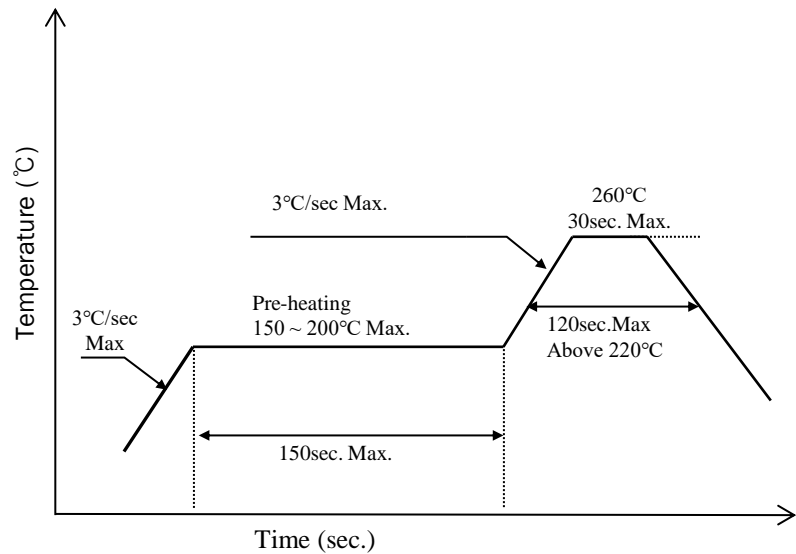 Temperature (℃)
260°C
30sec. Max.
3°C/sec Max.
Pre-heating
150 ~ 200°C Max.
3°C/sec
Max
120sec.Max
Above 220°C
150sec. Max.
Time (sec.)